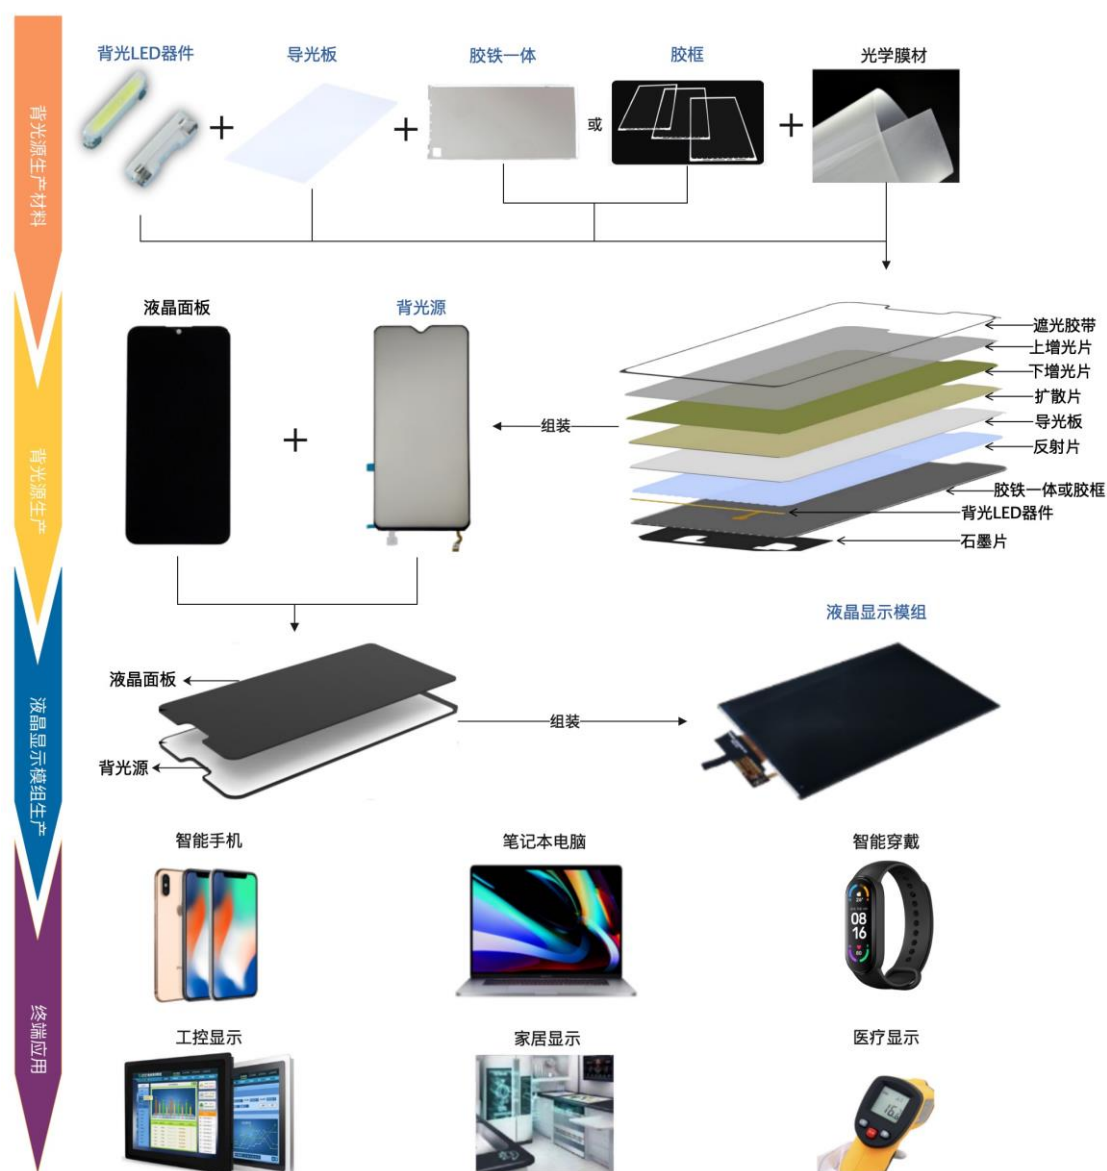 背光源生产材料
背光LED器件
导光板
胶铁一体
或
胶框
光学膜材
背光源生产
液晶面板
背光源
组装
遮光胶带
上增光片
下增光片
扩散片
导光板
反射片
胶铁一体或胶框
背光LED器件
石墨片
液晶显示模组生产
液晶面板
背光源
组装
液晶显示模组
终端应用
智能手机
笔记本电脑
智能穿戴
08
16
工控显示
家居显示
医疗显示